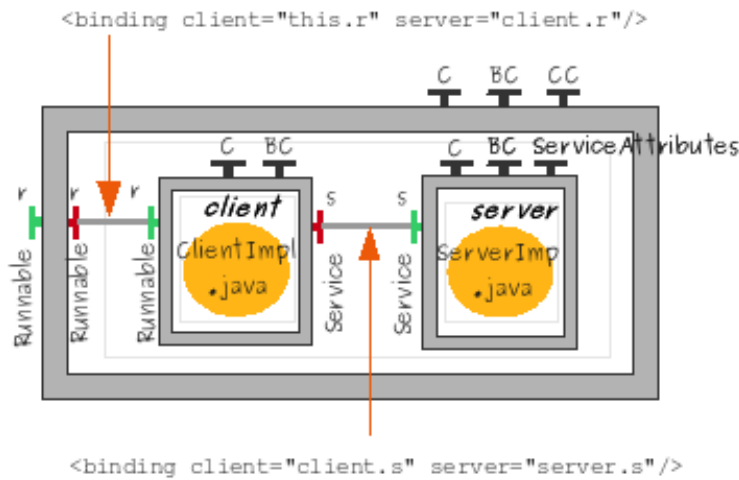 <binding client="this.r" server="client.r"/>
C BC CC
C BC
C BC ServiceAttributes
r r r
s s
client
server
ClientImpl
.java
ServerImp
.java
Runnable
Runnable
Runnable
Service
Service
<binding client="client.s" server="server.s"/>